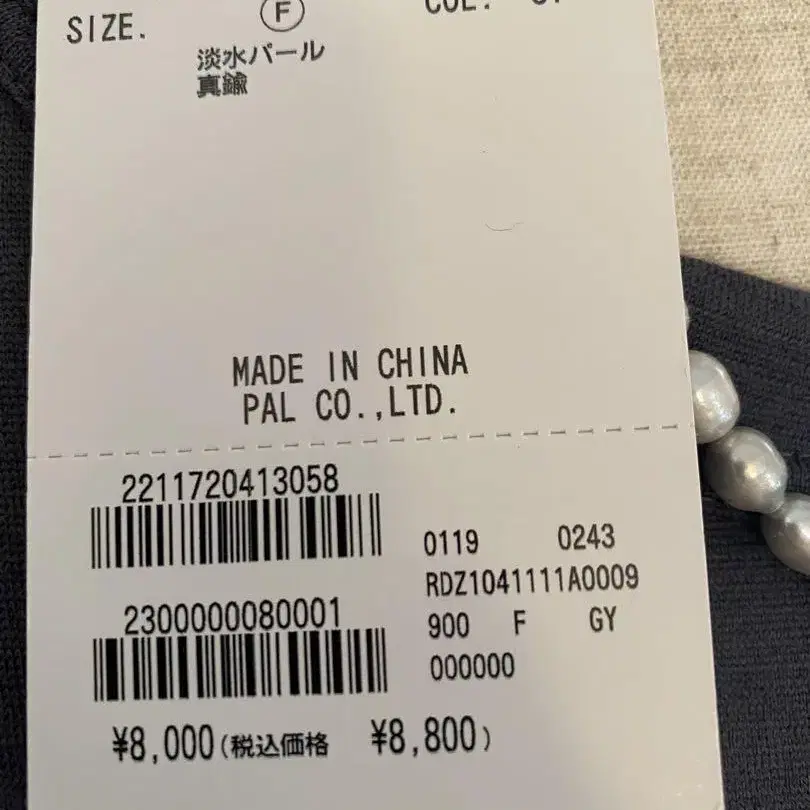 SIZE. F COL.
淡水パール
真鍮
MADE IN CHINA
PAL CO.,LTD.
2211720413058
0119 0243
RDZ1041111A0009
2300000080001
900 F GY
000000
¥8,000(税込価格 ¥8,800)